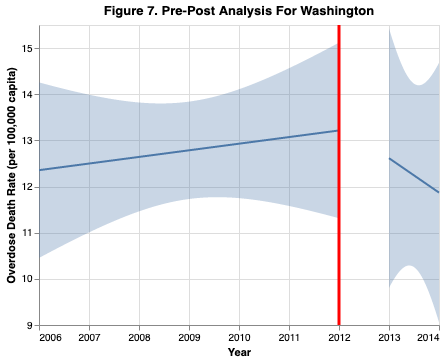 Figure 7. Pre-Post Analysis For Washington
Overdose Death Rate (per 100,000 capita)
15
14
13
12
11
10
9
2006 2007 2008 2009 2010 2011 2012 2013 2014
Year